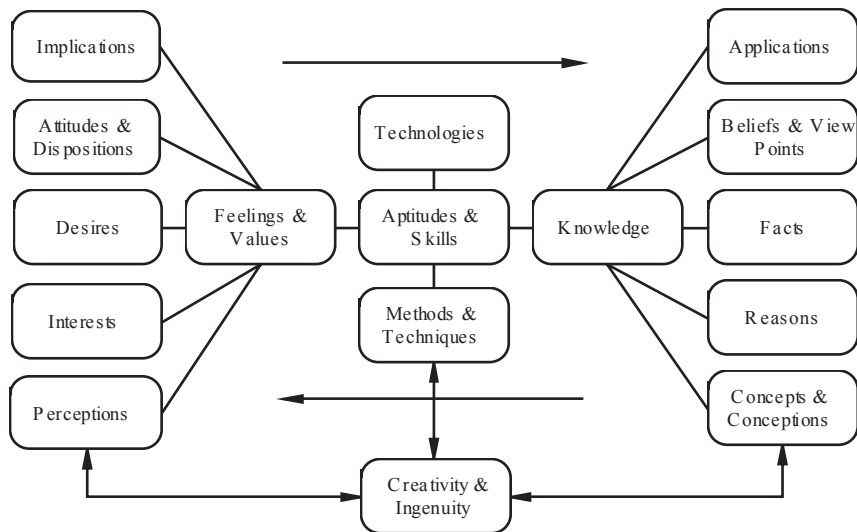 Implications
Applications
Attitudes &
Dispositions
Technologies
Beliefs & View
Points
Desires
Feelings &
Values
Aptitudes &
Skills
Knowledge
Facts
Interests
Methods &
Techniques
Reasons
Perceptions
Concepts &
Conceptions
Creativity &
Ingenuity